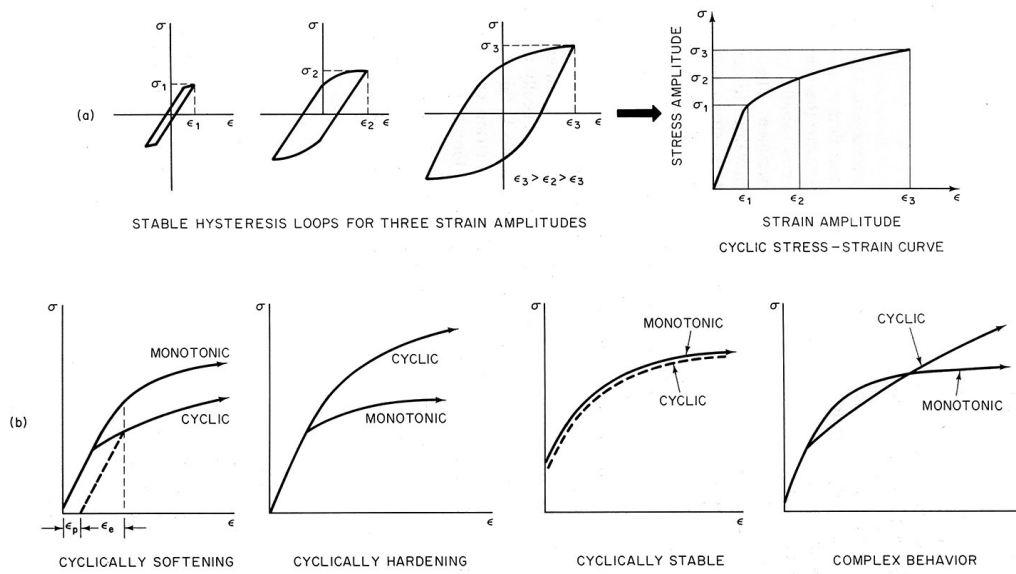 (a)
σ
σ1
ϵ1
ϵ
σ
σ2
ϵ2
ϵ
σ
σ3
ϵ3
ϵ
ϵ3 > ϵ2 > ϵ3
STABLE HYSTERESIS LOOPS FOR THREE STRAIN AMPLITUDES
σ
STRESS AMPLITUDE
σ3
σ2
σ1
ϵ1
ϵ2
ϵ3
ϵ
STRAIN AMPLITUDE
CYCLIC STRESS–STRAIN CURVE
(b)
σ
MONOTONIC
CYCLIC
ϵp
ϵe
ϵ
CYCLICALLY SOFTENING
σ
CYCLIC
MONOTONIC
ϵ
CYCLICALLY HARDENING
σ
MONOTONIC
CYCLIC
ϵ
CYCLICALLY STABLE
σ
CYCLIC
MONOTONIC
ϵ
COMPLEX BEHAVIOR